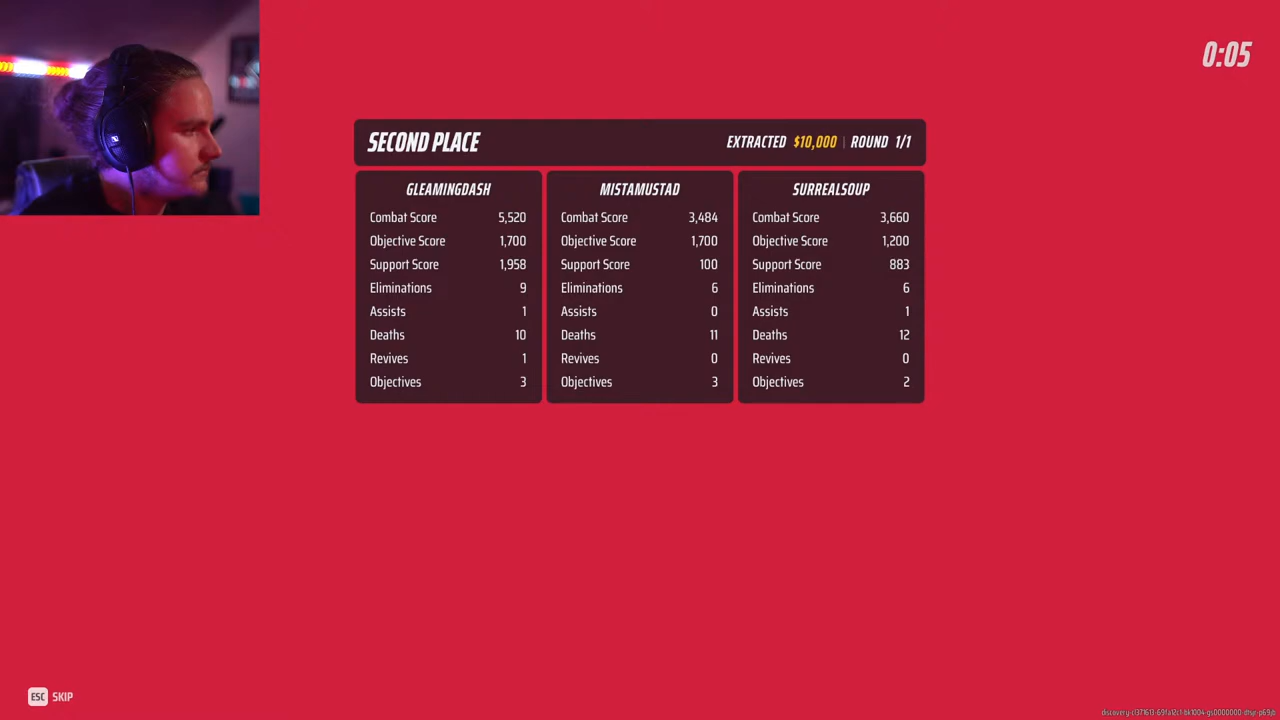 0:05
SECOND PLACE
EXTRACTED $10,000 | ROUND 1/1
GLEAMINGDASH
Combat Score 5,520
Objective Score 1,700
Support Score 1,958
Eliminations 9
Assists 1
Deaths 10
Revives 1
Objectives 3
MISTAMUSTAD
Combat Score 3,484
Objective Score 1,700
Support Score 100
Eliminations 6
Assists 0
Deaths 11
Revives 0
Objectives 3
SURREALSOUP
Combat Score 3,660
Objective Score 1,200
Support Score 883
Eliminations 6
Assists 1
Deaths 12
Revives 0
Objectives 2
ESC SKIP